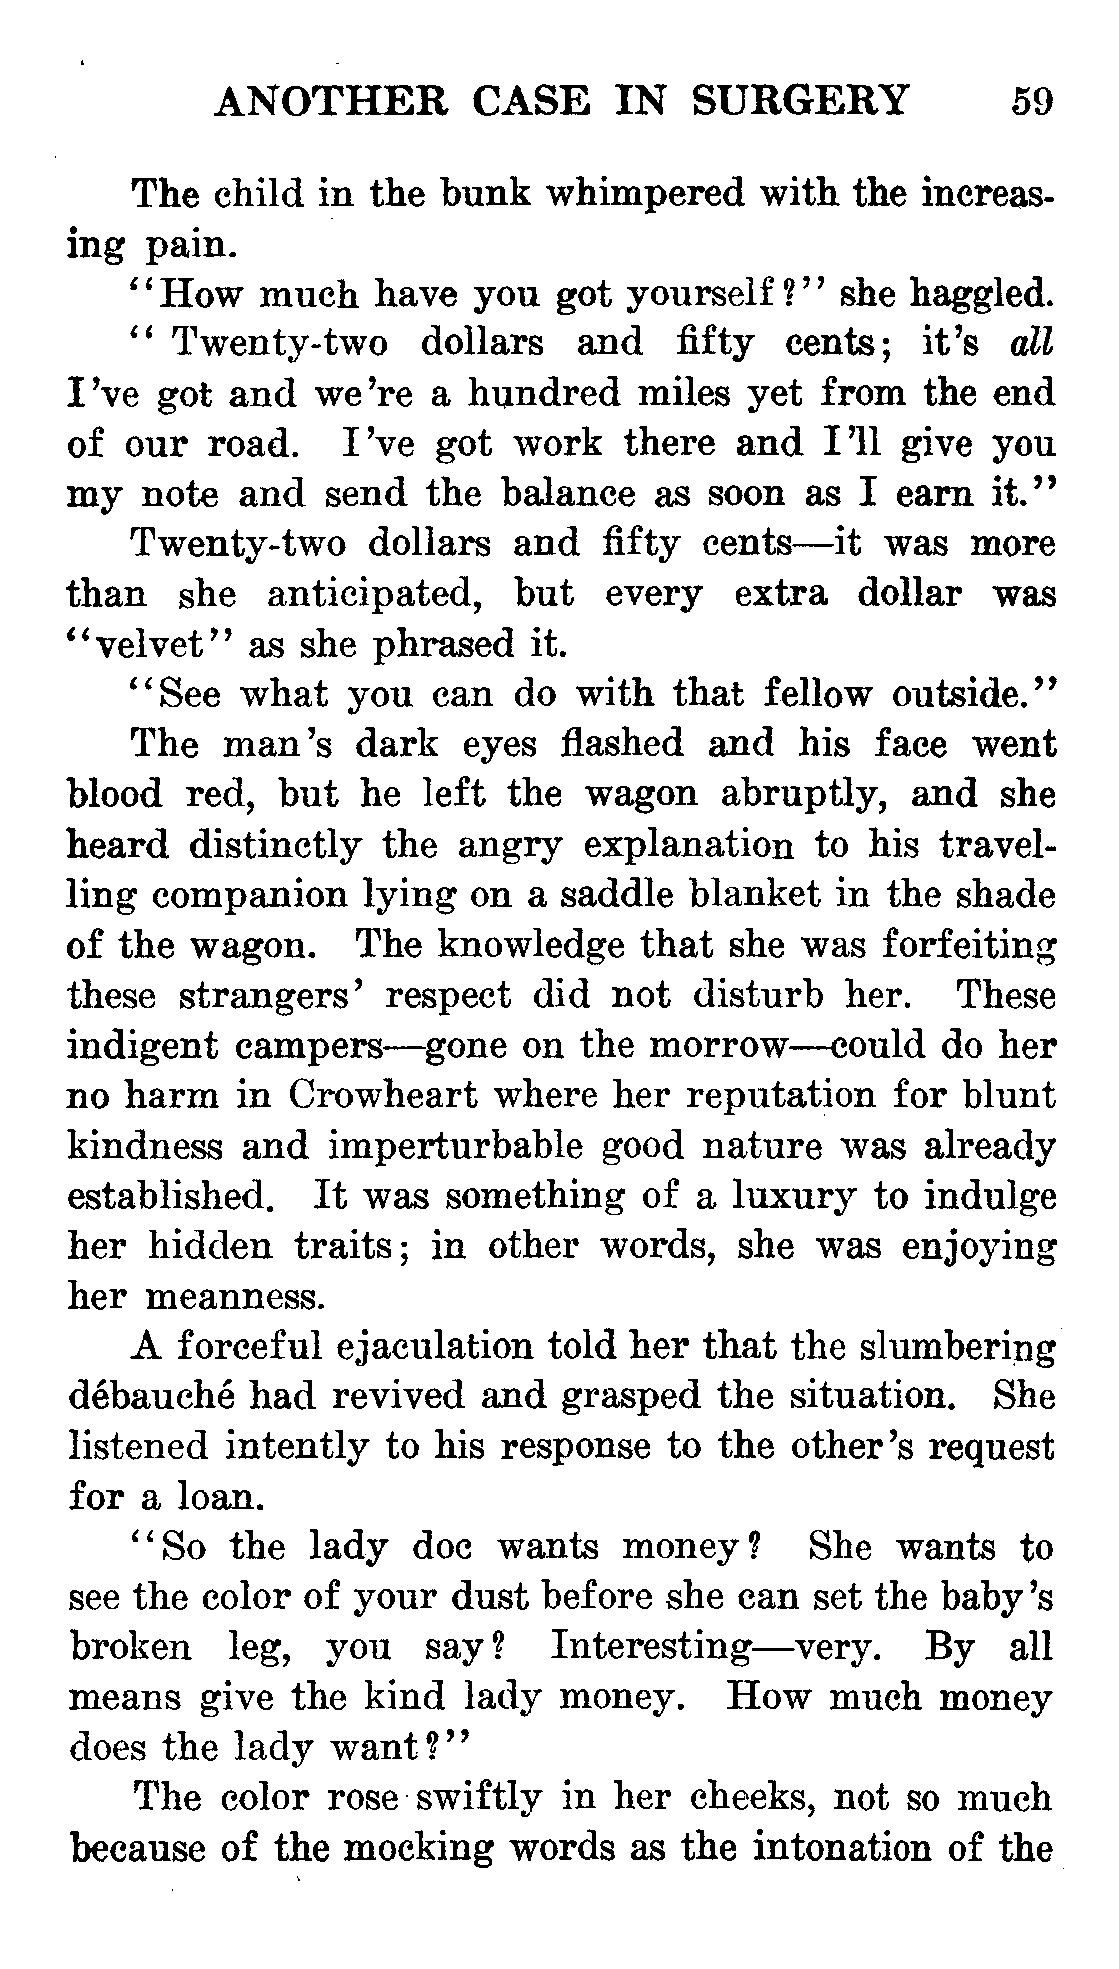 ANOTHER CASE IN SURGERY 59
The child in the bunk whimpered with the increas-
ing pain.
"How much have you got yourself?" she haggled.
" Twenty-two dollars and fifty cents; it's all
I've got and we're a hundred miles yet from the end
of our road. I've got work there and I'll give you
my note and send the balance as soon as I earn it."
Twenty-two dollars and fifty cents—it was more
than she anticipated, but every extra dollar was
"velvet" as she phrased it.
"See what you can do with that fellow outside."
The man's dark eyes flashed and his face went
blood red, but he left the wagon abruptly, and she
heard distinctly the angry explanation to his travel-
ling companion lying on a saddle blanket in the shade
of the wagon. The knowledge that she was forfeiting
these strangers' respect did not disturb her. These
indigent campers—gone on the morrow—could do her
no harm in Crowheart where her reputation for blunt
kindness and imperturbable good nature was already
established. It was something of a luxury to indulge
her hidden traits; in other words, she was enjoying
her meanness.
A forceful ejaculation told her that the slumbering
débauché had revived and grasped the situation. She
listened intently to his response to the other's request
for a loan.
"So the lady doc wants money? She wants to
see the color of your dust before she can set the baby's
broken leg, you say? Interesting—very. By all
means give the kind lady money. How much money
does the lady want?"
The color rose swiftly in her cheeks, not so much
because of the mocking words as the intonation of the